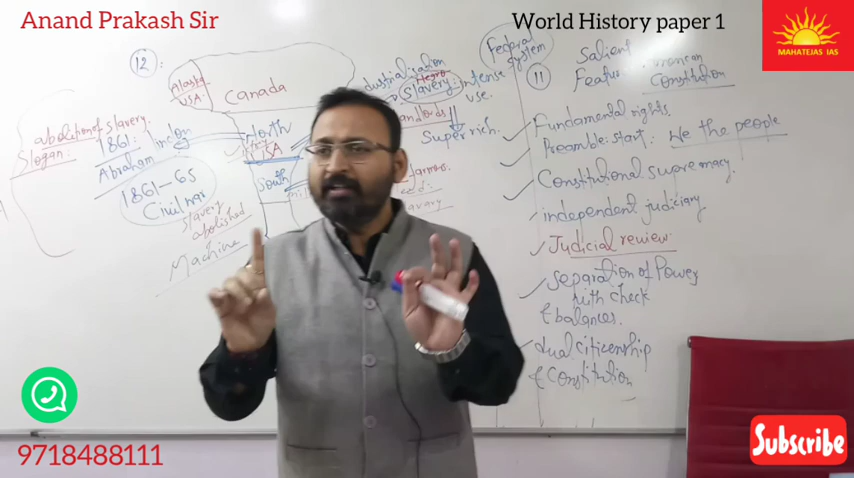 Anand Prakash Sir
World History paper 1
MAHATEJAS IAS
12
Alaska
USA
Canada
Industrialization
Negro
Slavery: intense
use.
Super rich.
abolition of Slavery.
Slogan:
1861:
Abraham
1861-65
Civil war
Slavery
abolished
Machine
North
USA
South
Federal
System
11
Salient
Constitution
Fundamental rights.
Preamble: start: We the people
Constitutional supremacy.
independent judiciary
Judicial review
Separation of Power
with check
& balances.
dual citizenship
& Constitution
9718488111
Subscribe